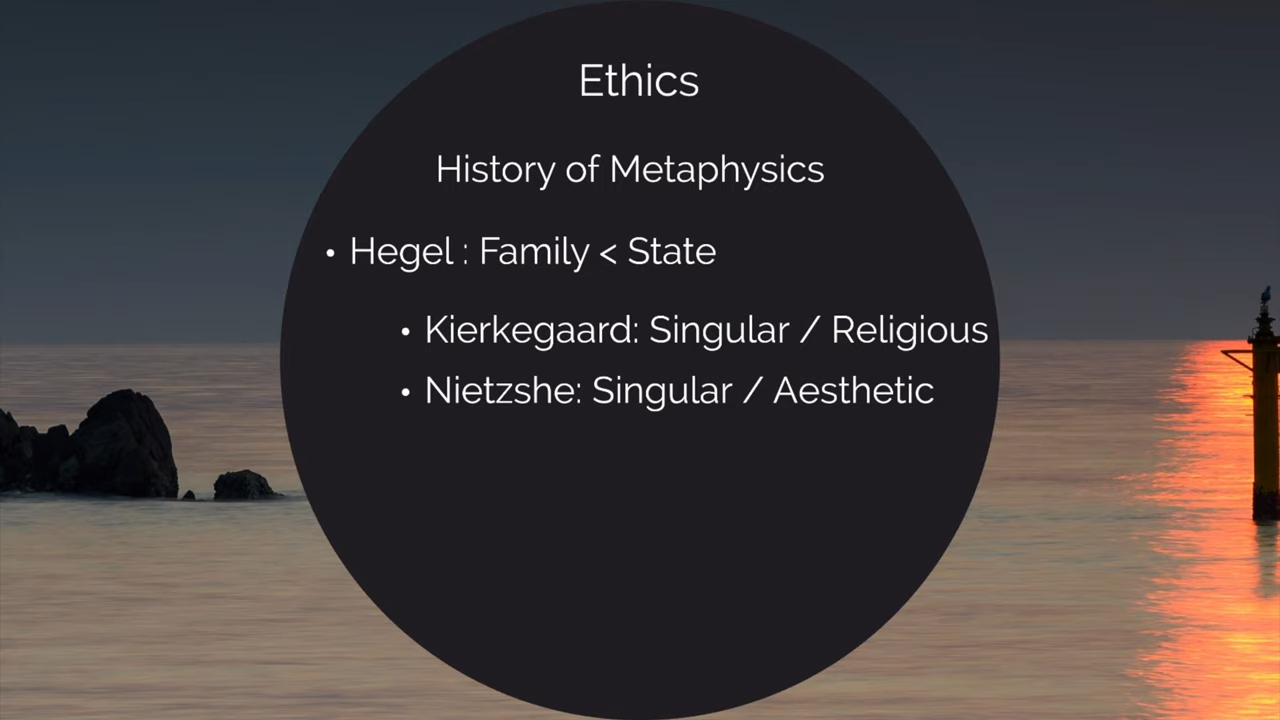 Ethics
History of Metaphysics
• Hegel : Family < State
• Kierkegaard: Singular / Religious
• Nietzshe: Singular / Aesthetic